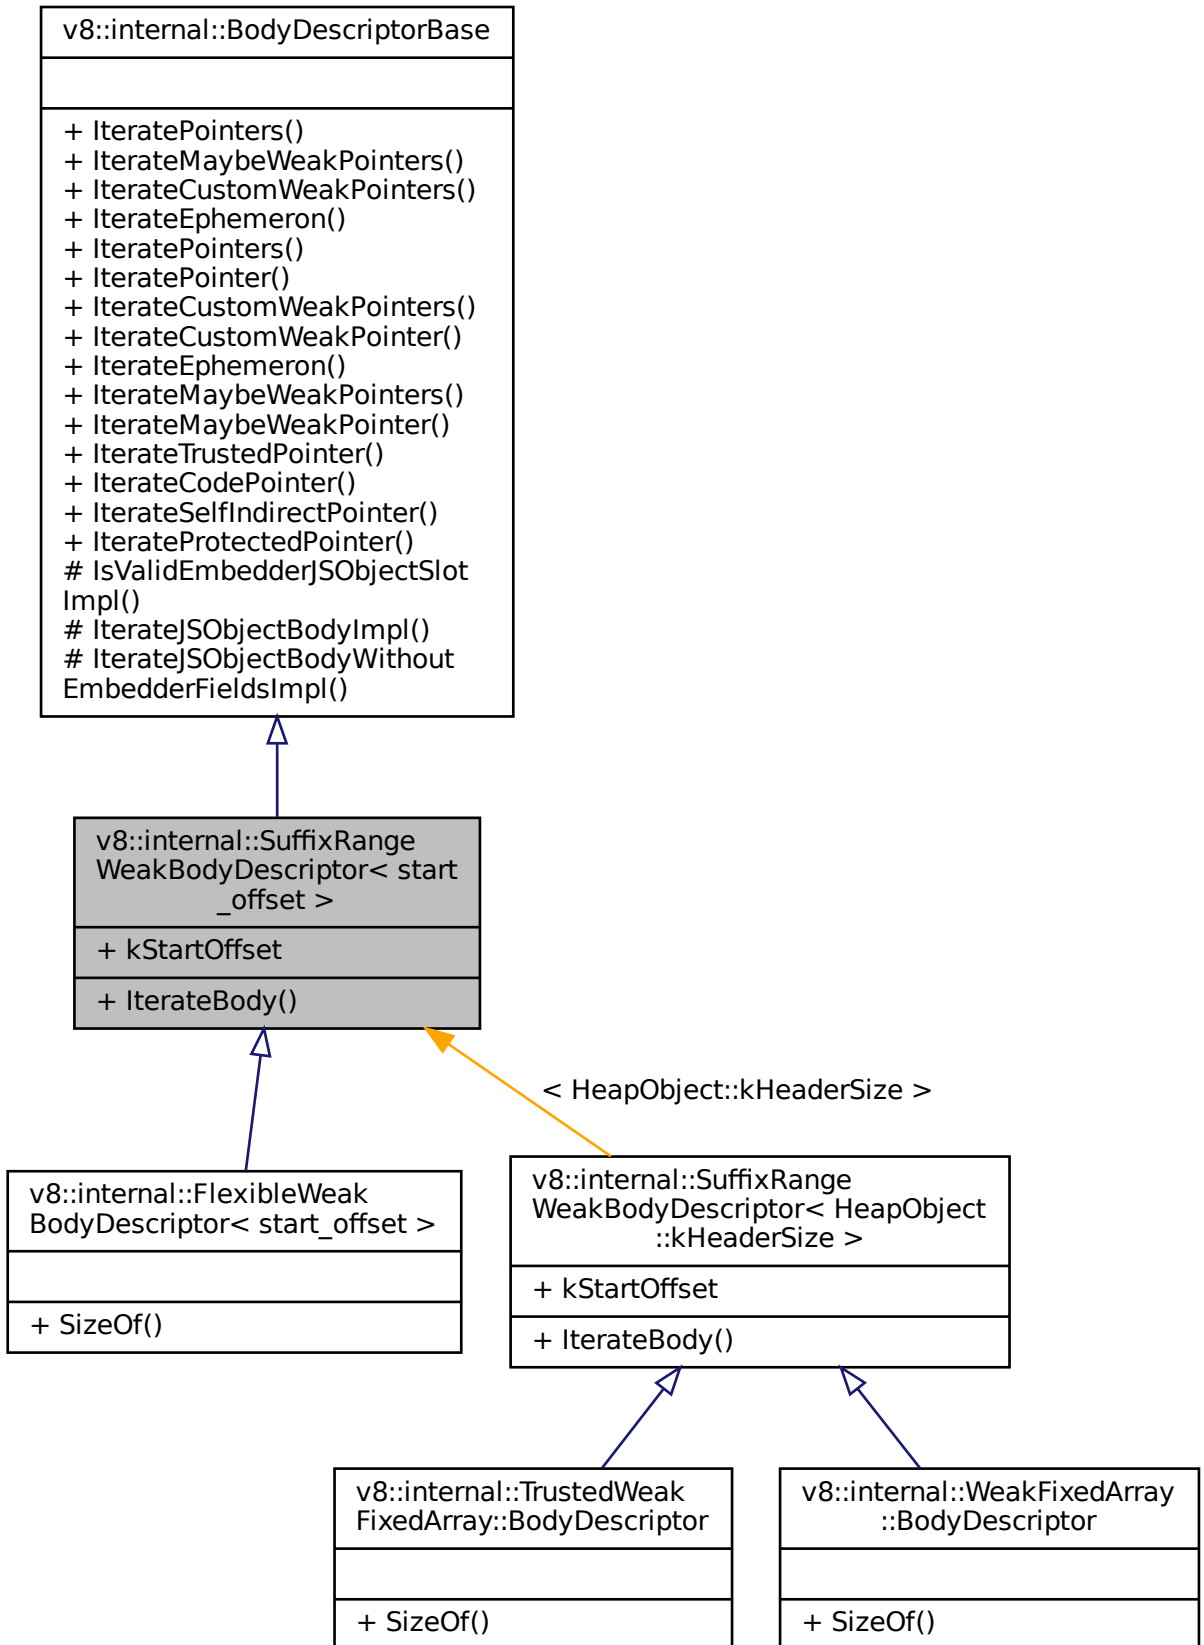 v8::internal::BodyDescriptorBase
+ IteratePointers()
+ IterateMaybeWeakPointers()
+ IterateCustomWeakPointers()
+ IterateEphemeron()
+ IteratePointers()
+ IteratePointer()
+ IterateCustomWeakPointers()
+ IterateCustomWeakPointer()
+ IterateEphemeron()
+ IterateMaybeWeakPointers()
+ IterateMaybeWeakPointer()
+ IterateTrustedPointer()
+ IterateCodePointer()
+ IterateSelfIndirectPointer()
+ IterateProtectedPointer()
# IsValidEmbedderJSObjectSlot
Impl()
# IterateJSObjectBodyImpl()
# IterateJSObjectBodyWithout
EmbedderFieldsImpl()
v8::internal::SuffixRange
WeakBodyDescriptor< start
_offset >
+ kStartOffset
+ IterateBody()
< HeapObject::kHeaderSize >
v8::internal::FlexibleWeak
BodyDescriptor< start_offset >
+ SizeOf()
v8::internal::SuffixRange
WeakBodyDescriptor< HeapObject
::kHeaderSize >
+ kStartOffset
+ IterateBody()
v8::internal::TrustedWeak
FixedArray::BodyDescriptor
+ SizeOf()
v8::internal::WeakFixedArray
::BodyDescriptor
+ SizeOf()